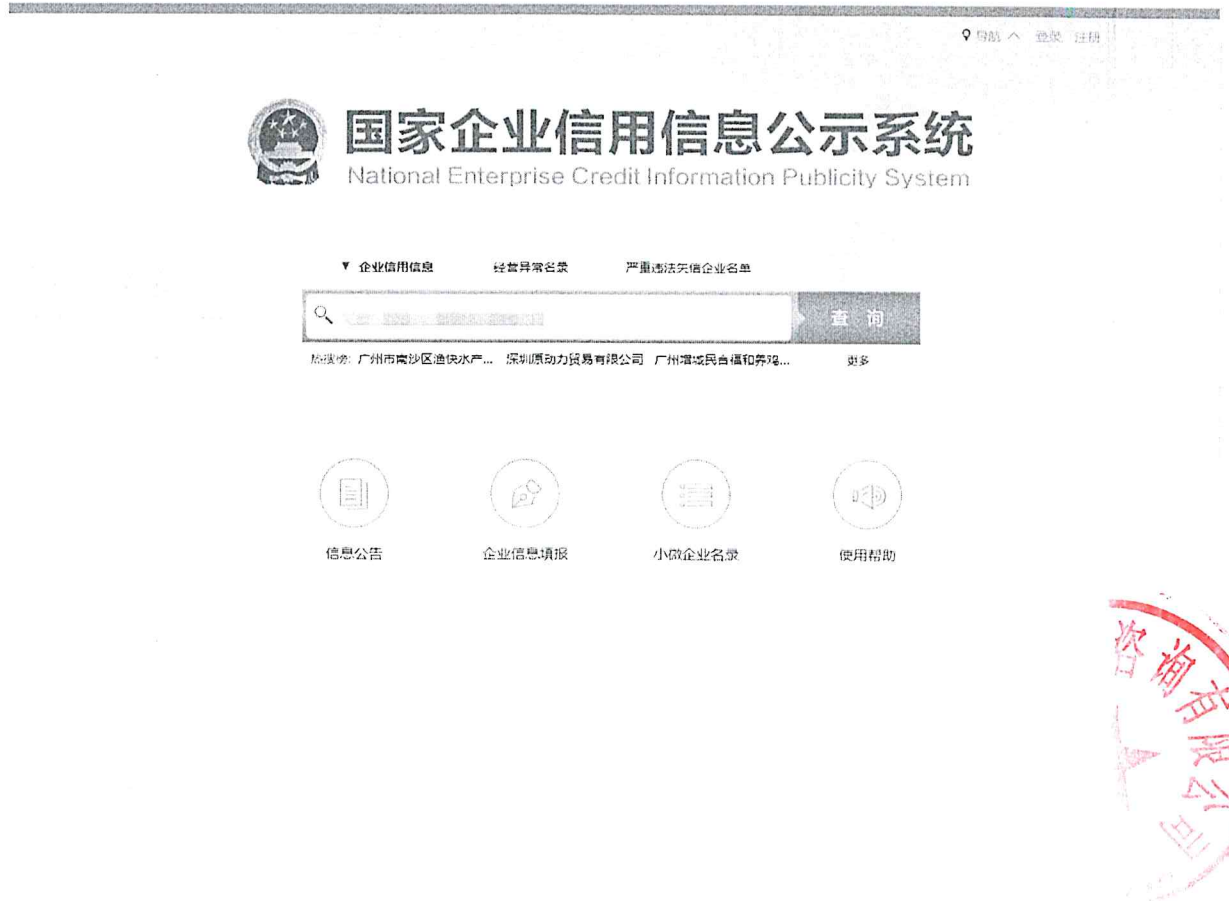 导航 登录 注册
国家企业信用信息公示系统
National Enterprise Credit Information Publicity System
企业信用信息 经营异常名录 严重违法失信企业名单
查询
热搜榜: 广州市南沙区渔快水产... 深圳原动力贸易有限公司 广州增城民合福和养鸡... 更多
信息公告 企业信息填报 小微企业名录 使用帮助
咨询有限公司